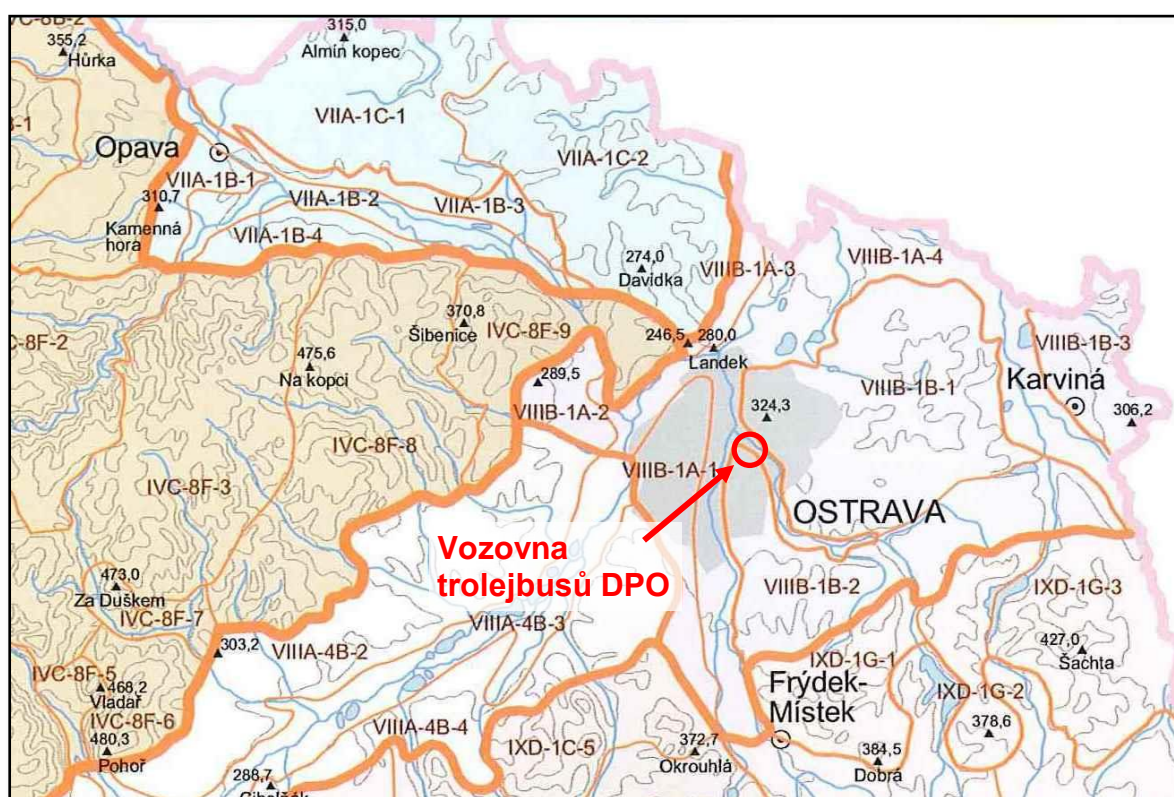 IVC-8B-2
355,2
Hůrka
315,0
Almin kopec
VIIA-1C-1
Opava
VIIA-1C-2
VIIA-1B-1
VIIA-1B-2
VIIA-1B-3
310,7
Kamenná
hora
VIIA-1B-4
274,0
Davidka
VIIIB-1A-3
VIIIB-1A-4
370,8
Šibenice
IVC-8F-9
246,5
280,0
Landek
VIIIB-1B-3
C-8F-2
475,6
Na kopci
289,5
VIIIB-1A-2
VIIIB-1B-1
Karviná
306,2
324,3
IVC-8F-8
VIIIB-1A-1
IVC-8F-3
OSTRAVA
Vozovna
trolejbusů DPO
473,0
Za Duškem
IVC-8F-7
VIIIB-1B-2
IXD-1G-3
VIIIA-4B-3
303,2
VIIIA-4B-2
427,0
Šachta
IXD-1G-1
IVC-8F-5
468,2
Vladař
Frýdek-
Místek
IXD-1G-2
IVC-8F-6
480,3
Pohoř
VIIIA-4B-4
IXD-1C-5
372,7
Okrouhlá
378,6
384,5
Dobrá
288,7